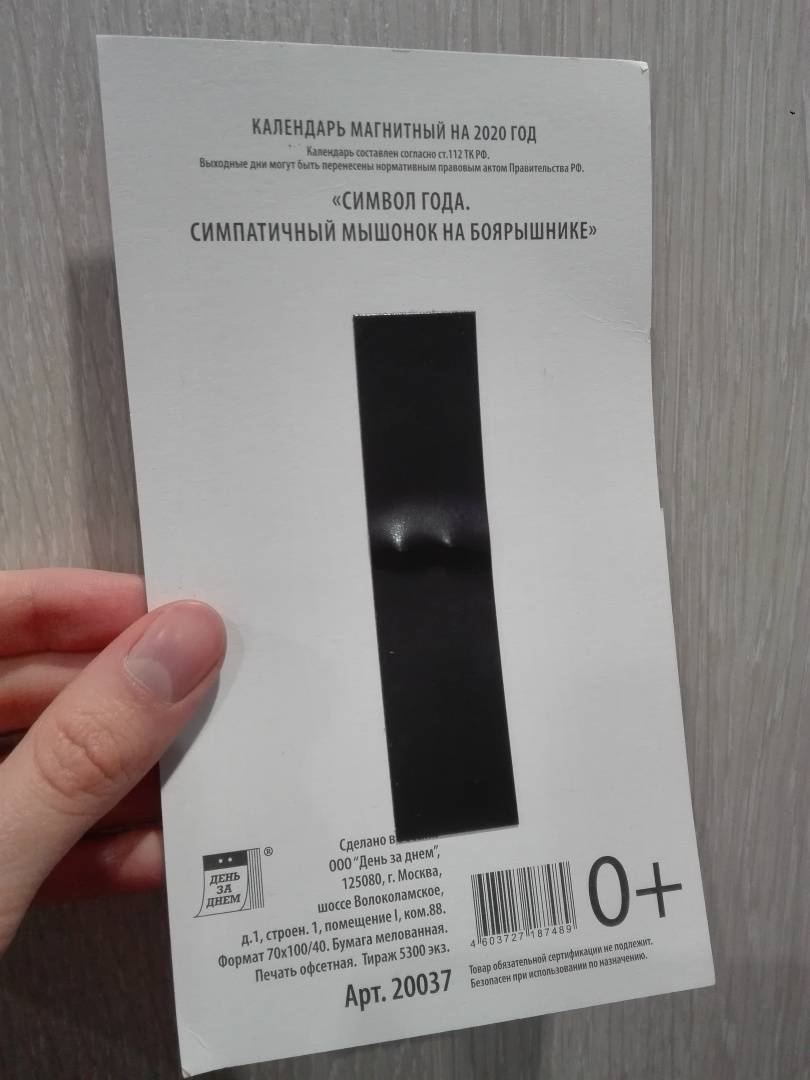 КАЛЕНДАРЬ МАГНИТНЫЙ НА 2020 ГОД
Календарь составлен согласно ст.112 ТК РФ.
Выходные дни могут быть перенесены нормативным правовым актом Правительства РФ.
«СИМВОЛ ГОДА.
СИМПАТИЧНЫЙ МЫШОНОК НА БОЯРЫШНИКЕ»
ДЕНЬ
ЗА
ДНЕМ
®
Сделано в
ООО "День за днем",
125080, г. Москва,
шоссе Волоколамское,
д.1, строен. 1, помещение I, ком.88.
Формат 70х100/40. Бумага мелованная.
Печать офсетная. Тираж 5300 экз.
Арт. 20037
4 603727 187489
0+
Товар обязательной сертификации не подлежит.
Безопасен при использовании по назначению.